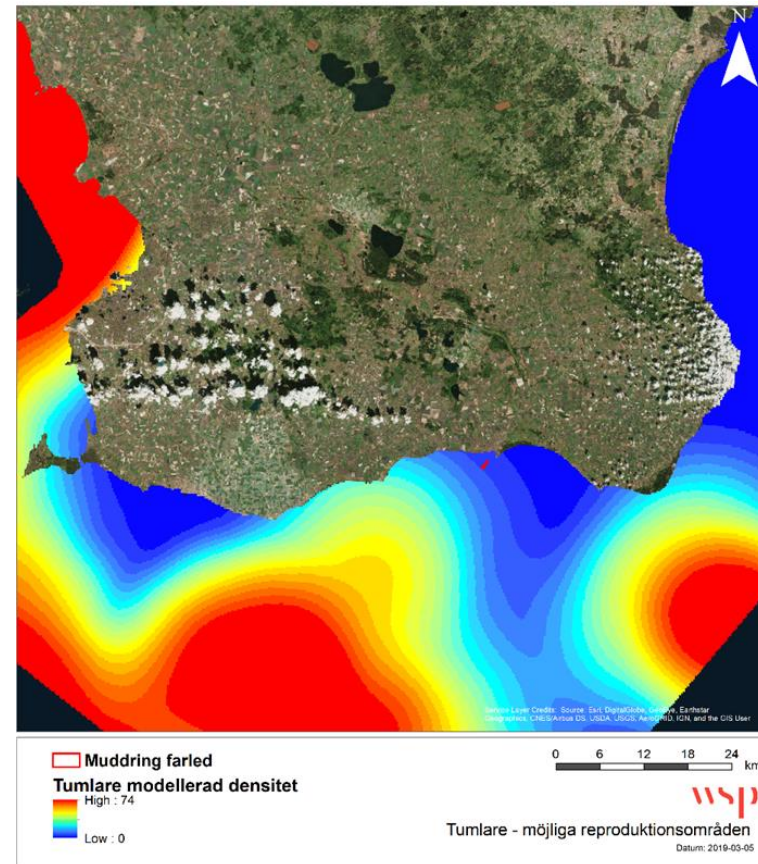 N
Service Layer Credits: Source: Esri, DigitalGlobe, GeoEye, Earthstar
Geographics, CNES/Airbus DS, USDA, USGS, AeroGRID, IGN, and the GIS User
Muddring farled
Tumlare modellerad densitet
High : 74
Low : 0
0 6 12 18 24
km
wsp
Tumlare - möjliga reproduktionsområden
Datum: 2019-03-05